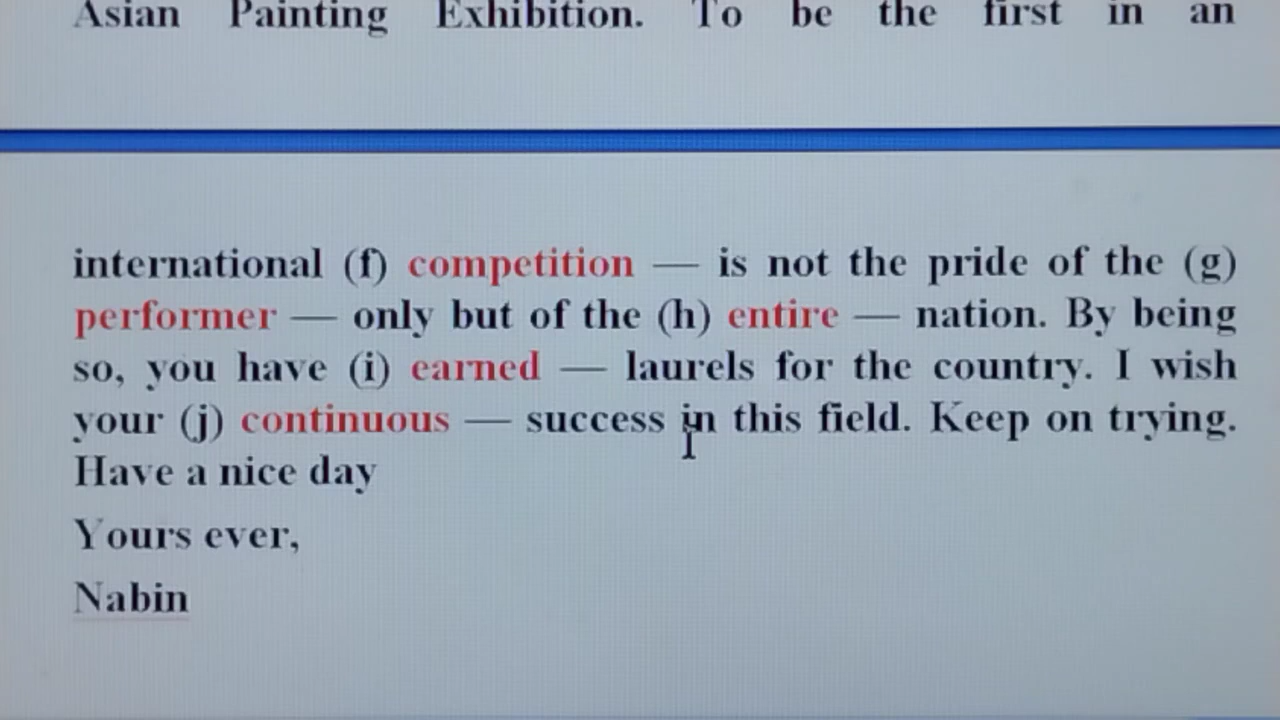 Asian Painting Exhibition. To be the first in an
international (f) competition — is not the pride of the (g)
performer — only but of the (h) entire — nation. By being
so, you have (i) earned — laurels for the country. I wish
your (j) continuous — success in this field. Keep on trying.
Have a nice day
Yours ever,
Nabin